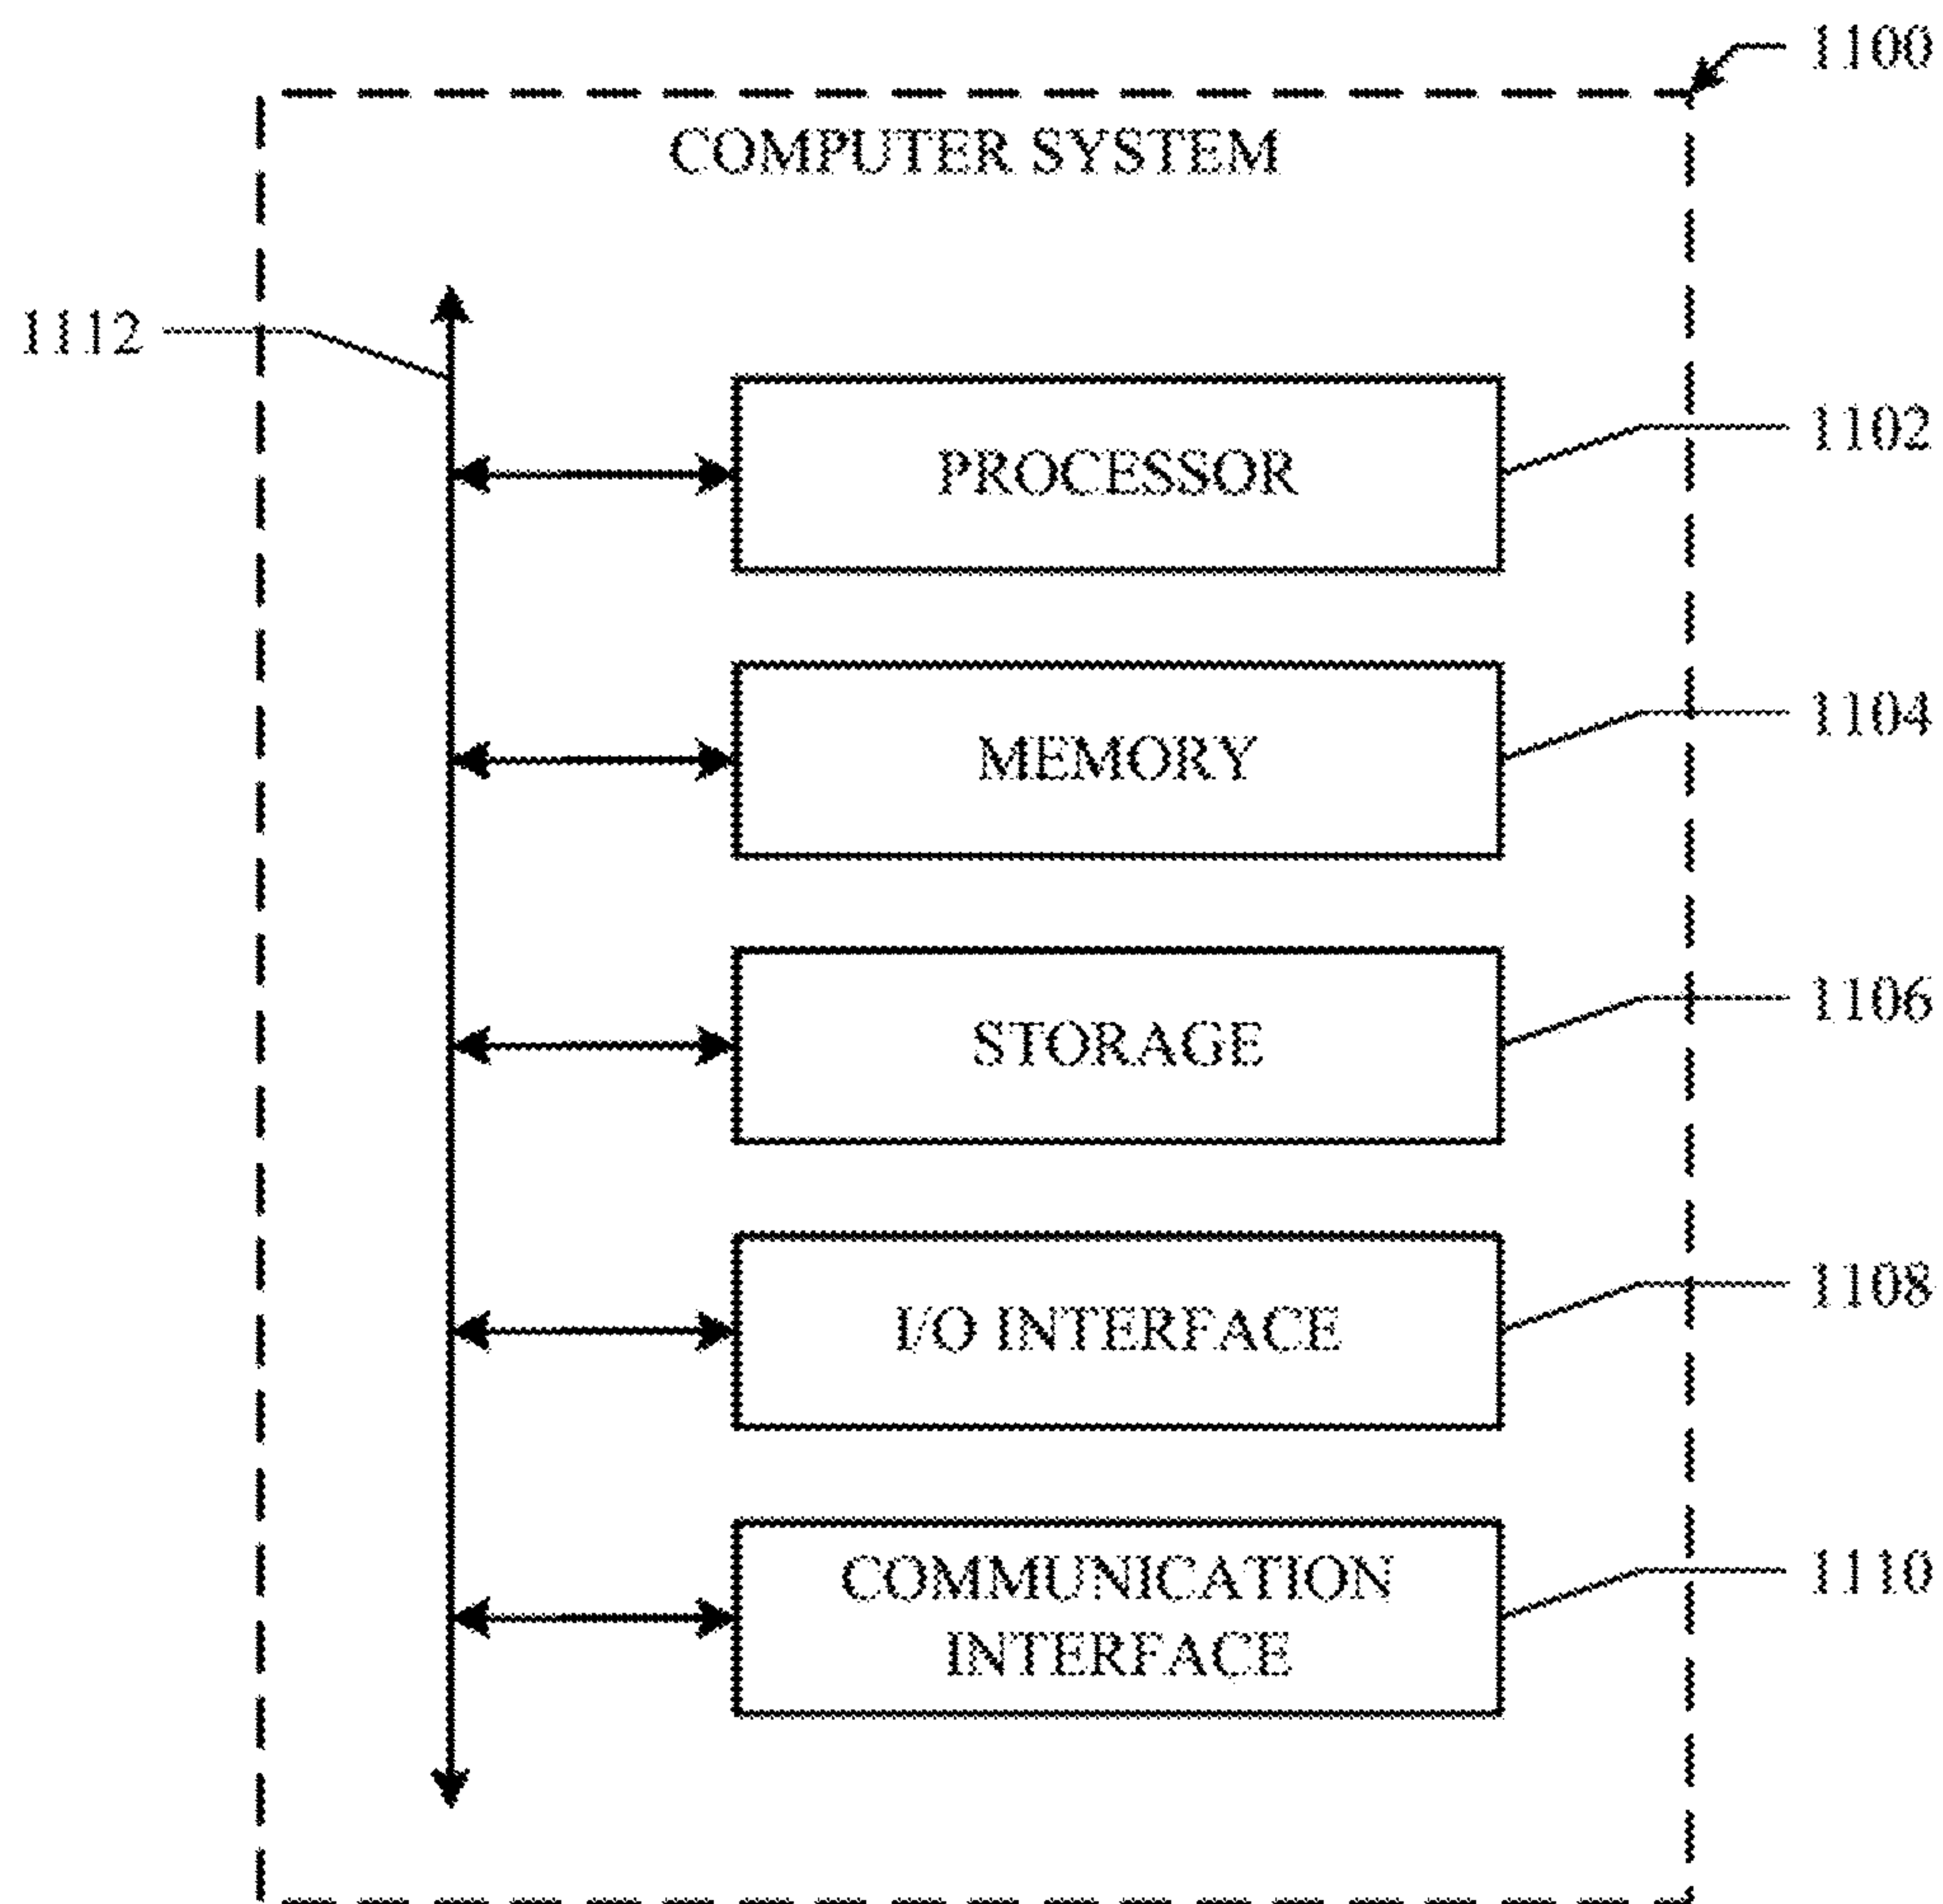 1100
COMPUTER SYSTEM
1112
PROCESSOR
1102
MEMORY
1104
STORAGE
1106
I/O INTERFACE
1108
COMMUNICATION
INTERFACE
1110